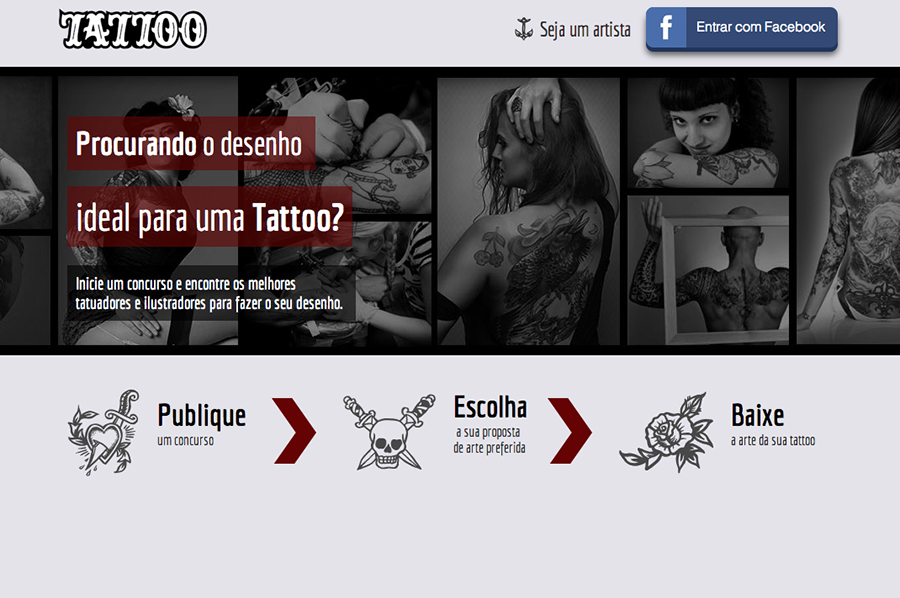 TATTOO
Seja um artista
f Entrar com Facebook
Procurando o desenho
ideal para uma Tattoo?
Inicie um concurso e encontre os melhores
tatuadores e ilustradores para fazer o seu desenho.
Publique
um concurso
Escolha
a sua proposta
de arte preferida
Baixe
a arte da sua tattoo